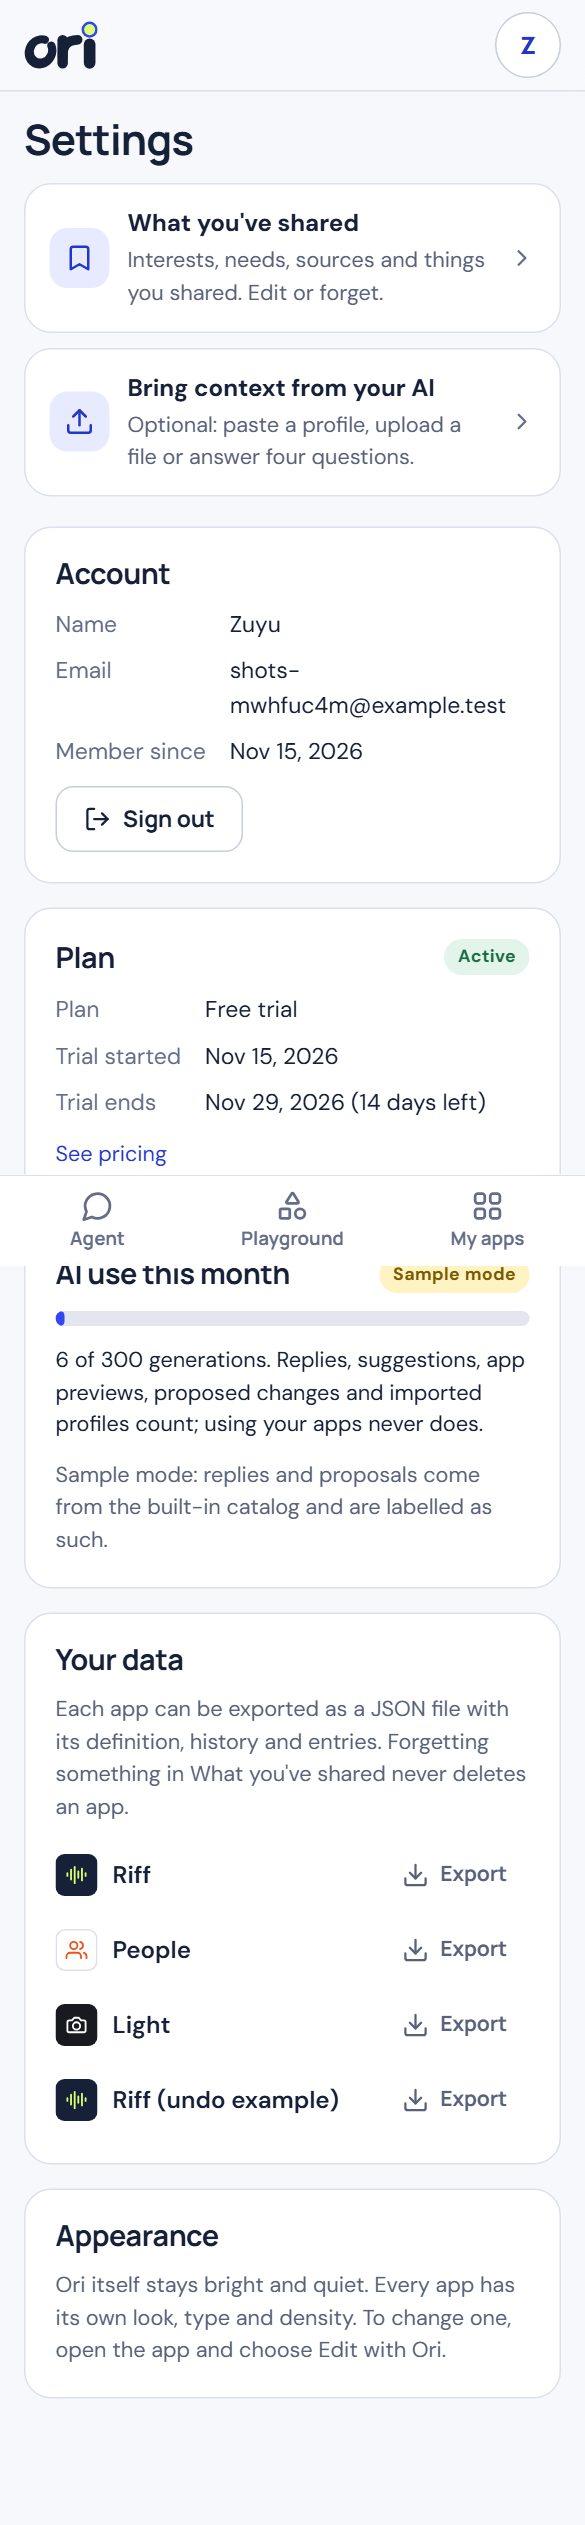 ori
Z
Settings
What you've shared
Interests, needs, sources and things
you shared. Edit or forget.
Bring context from your AI
Optional: paste a profile, upload a
file or answer four questions.
Account
Name Zuyu
Email shots-
mwhfuc4m@example.test
Member since Nov 15, 2026
Sign out
Plan Active
Plan Free trial
Trial started Nov 15, 2026
Trial ends Nov 29, 2026 (14 days left)
See pricing
Agent Playground My apps
AI use this month Sample mode
6 of 300 generations. Replies, suggestions, app
previews, proposed changes and imported
profiles count; using your apps never does.
Sample mode: replies and proposals come
from the built-in catalog and are labelled as
such.
Your data
Each app can be exported as a JSON file with
its definition, history and entries. Forgetting
something in What you've shared never deletes
an app.
Riff Export
People Export
Light Export
Riff (undo example) Export
Appearance
Ori itself stays bright and quiet. Every app has
its own look, type and density. To change one,
open the app and choose Edit with Ori.